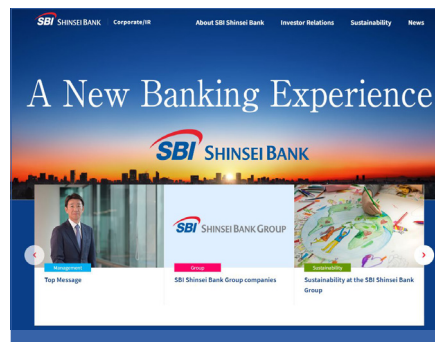 SBI SHINSEI BANK Corporate/IR About SBI Shinsei Bank Investor Relations Sustainability News
A New Banking Experience
SBI SHINSEI BANK
SBI SHINSEI BANK GROUP
Management Group Sustainability
Top Message SBI Shinsei Bank Group companies Sustainability at the SBI Shinsei Bank
Group